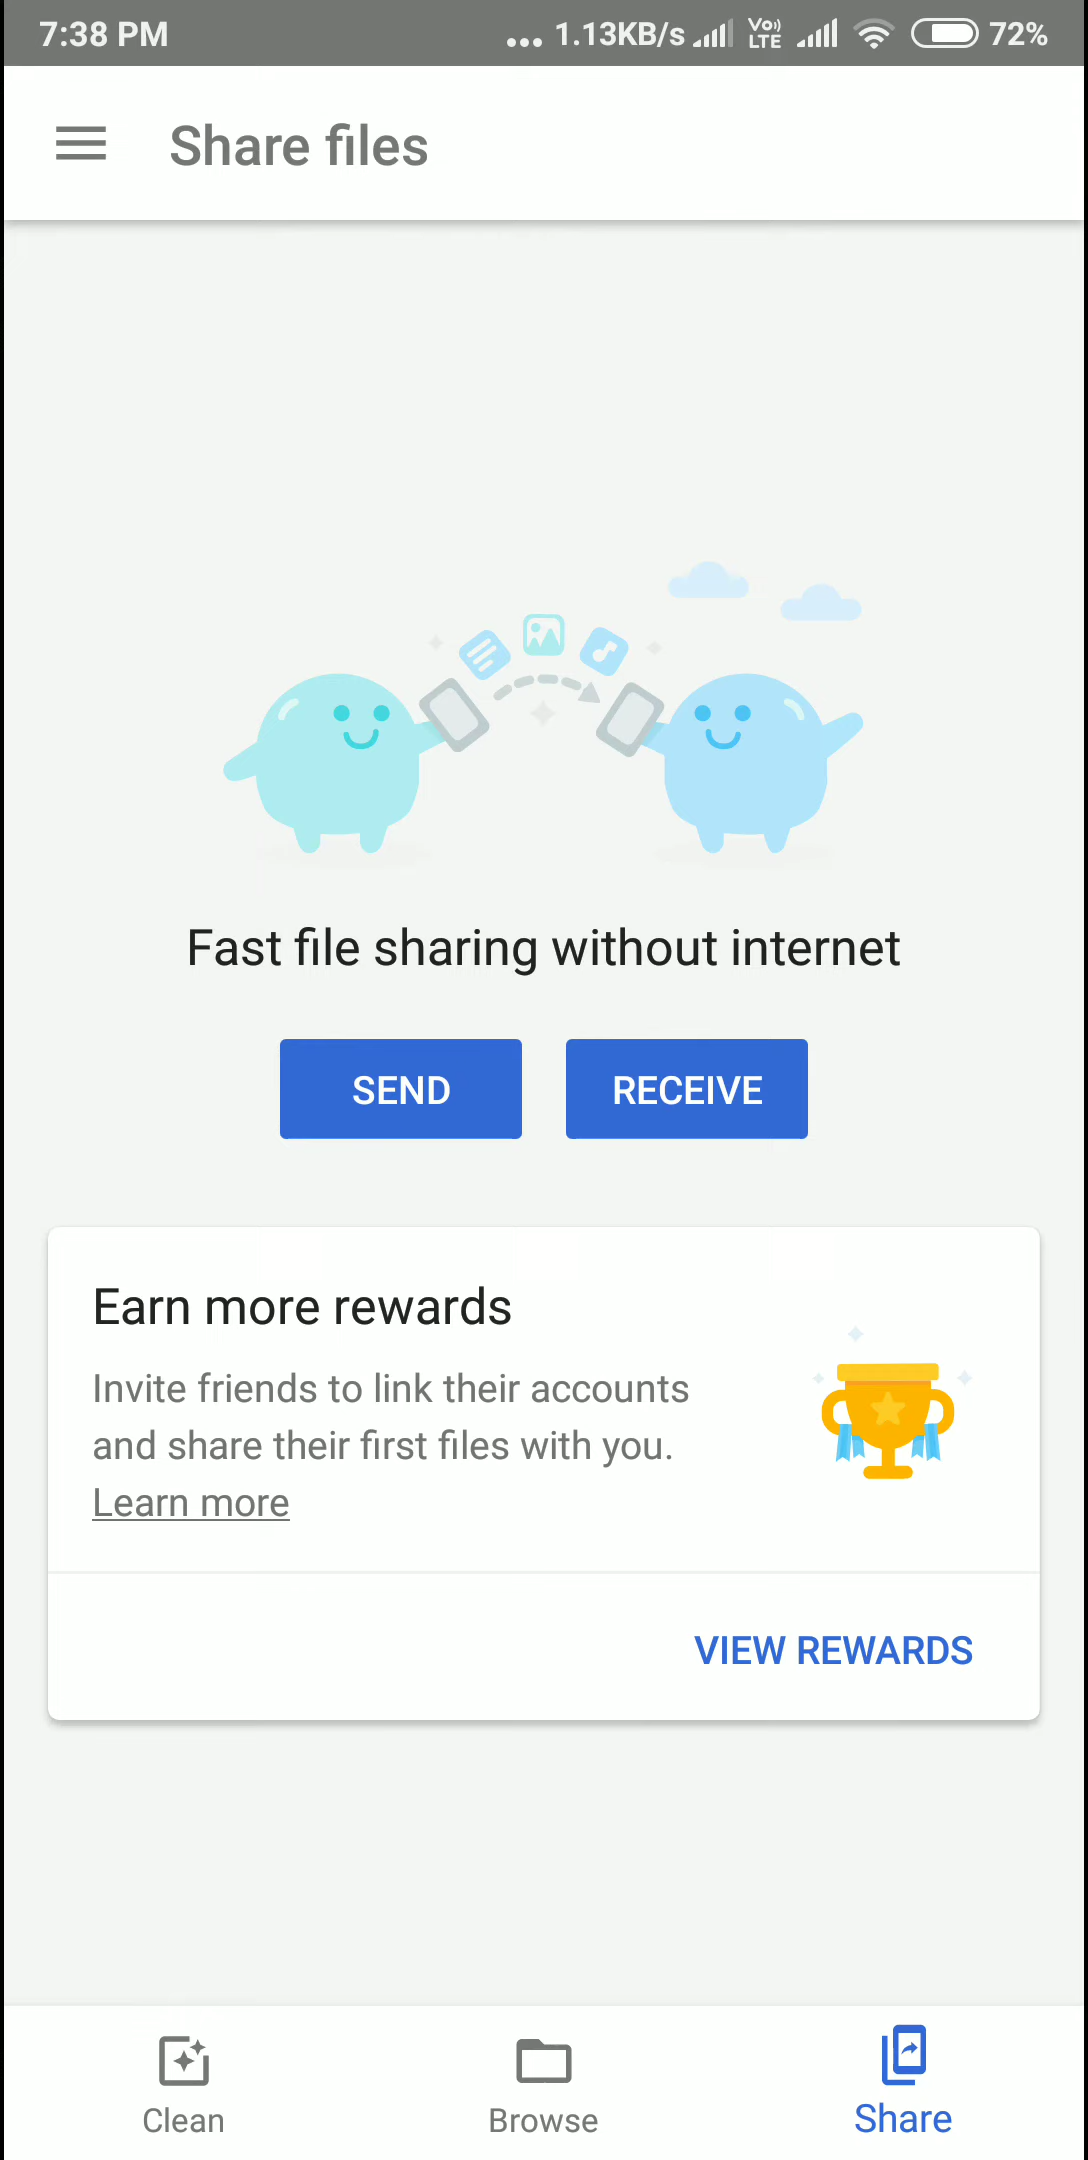 7:38 PM ... 1.13KB/s Vo) LTE 72%
Share files
Fast file sharing without internet
SEND RECEIVE
Earn more rewards
Invite friends to link their accounts
and share their first files with you.
Learn more
VIEW REWARDS
Clean Browse Share